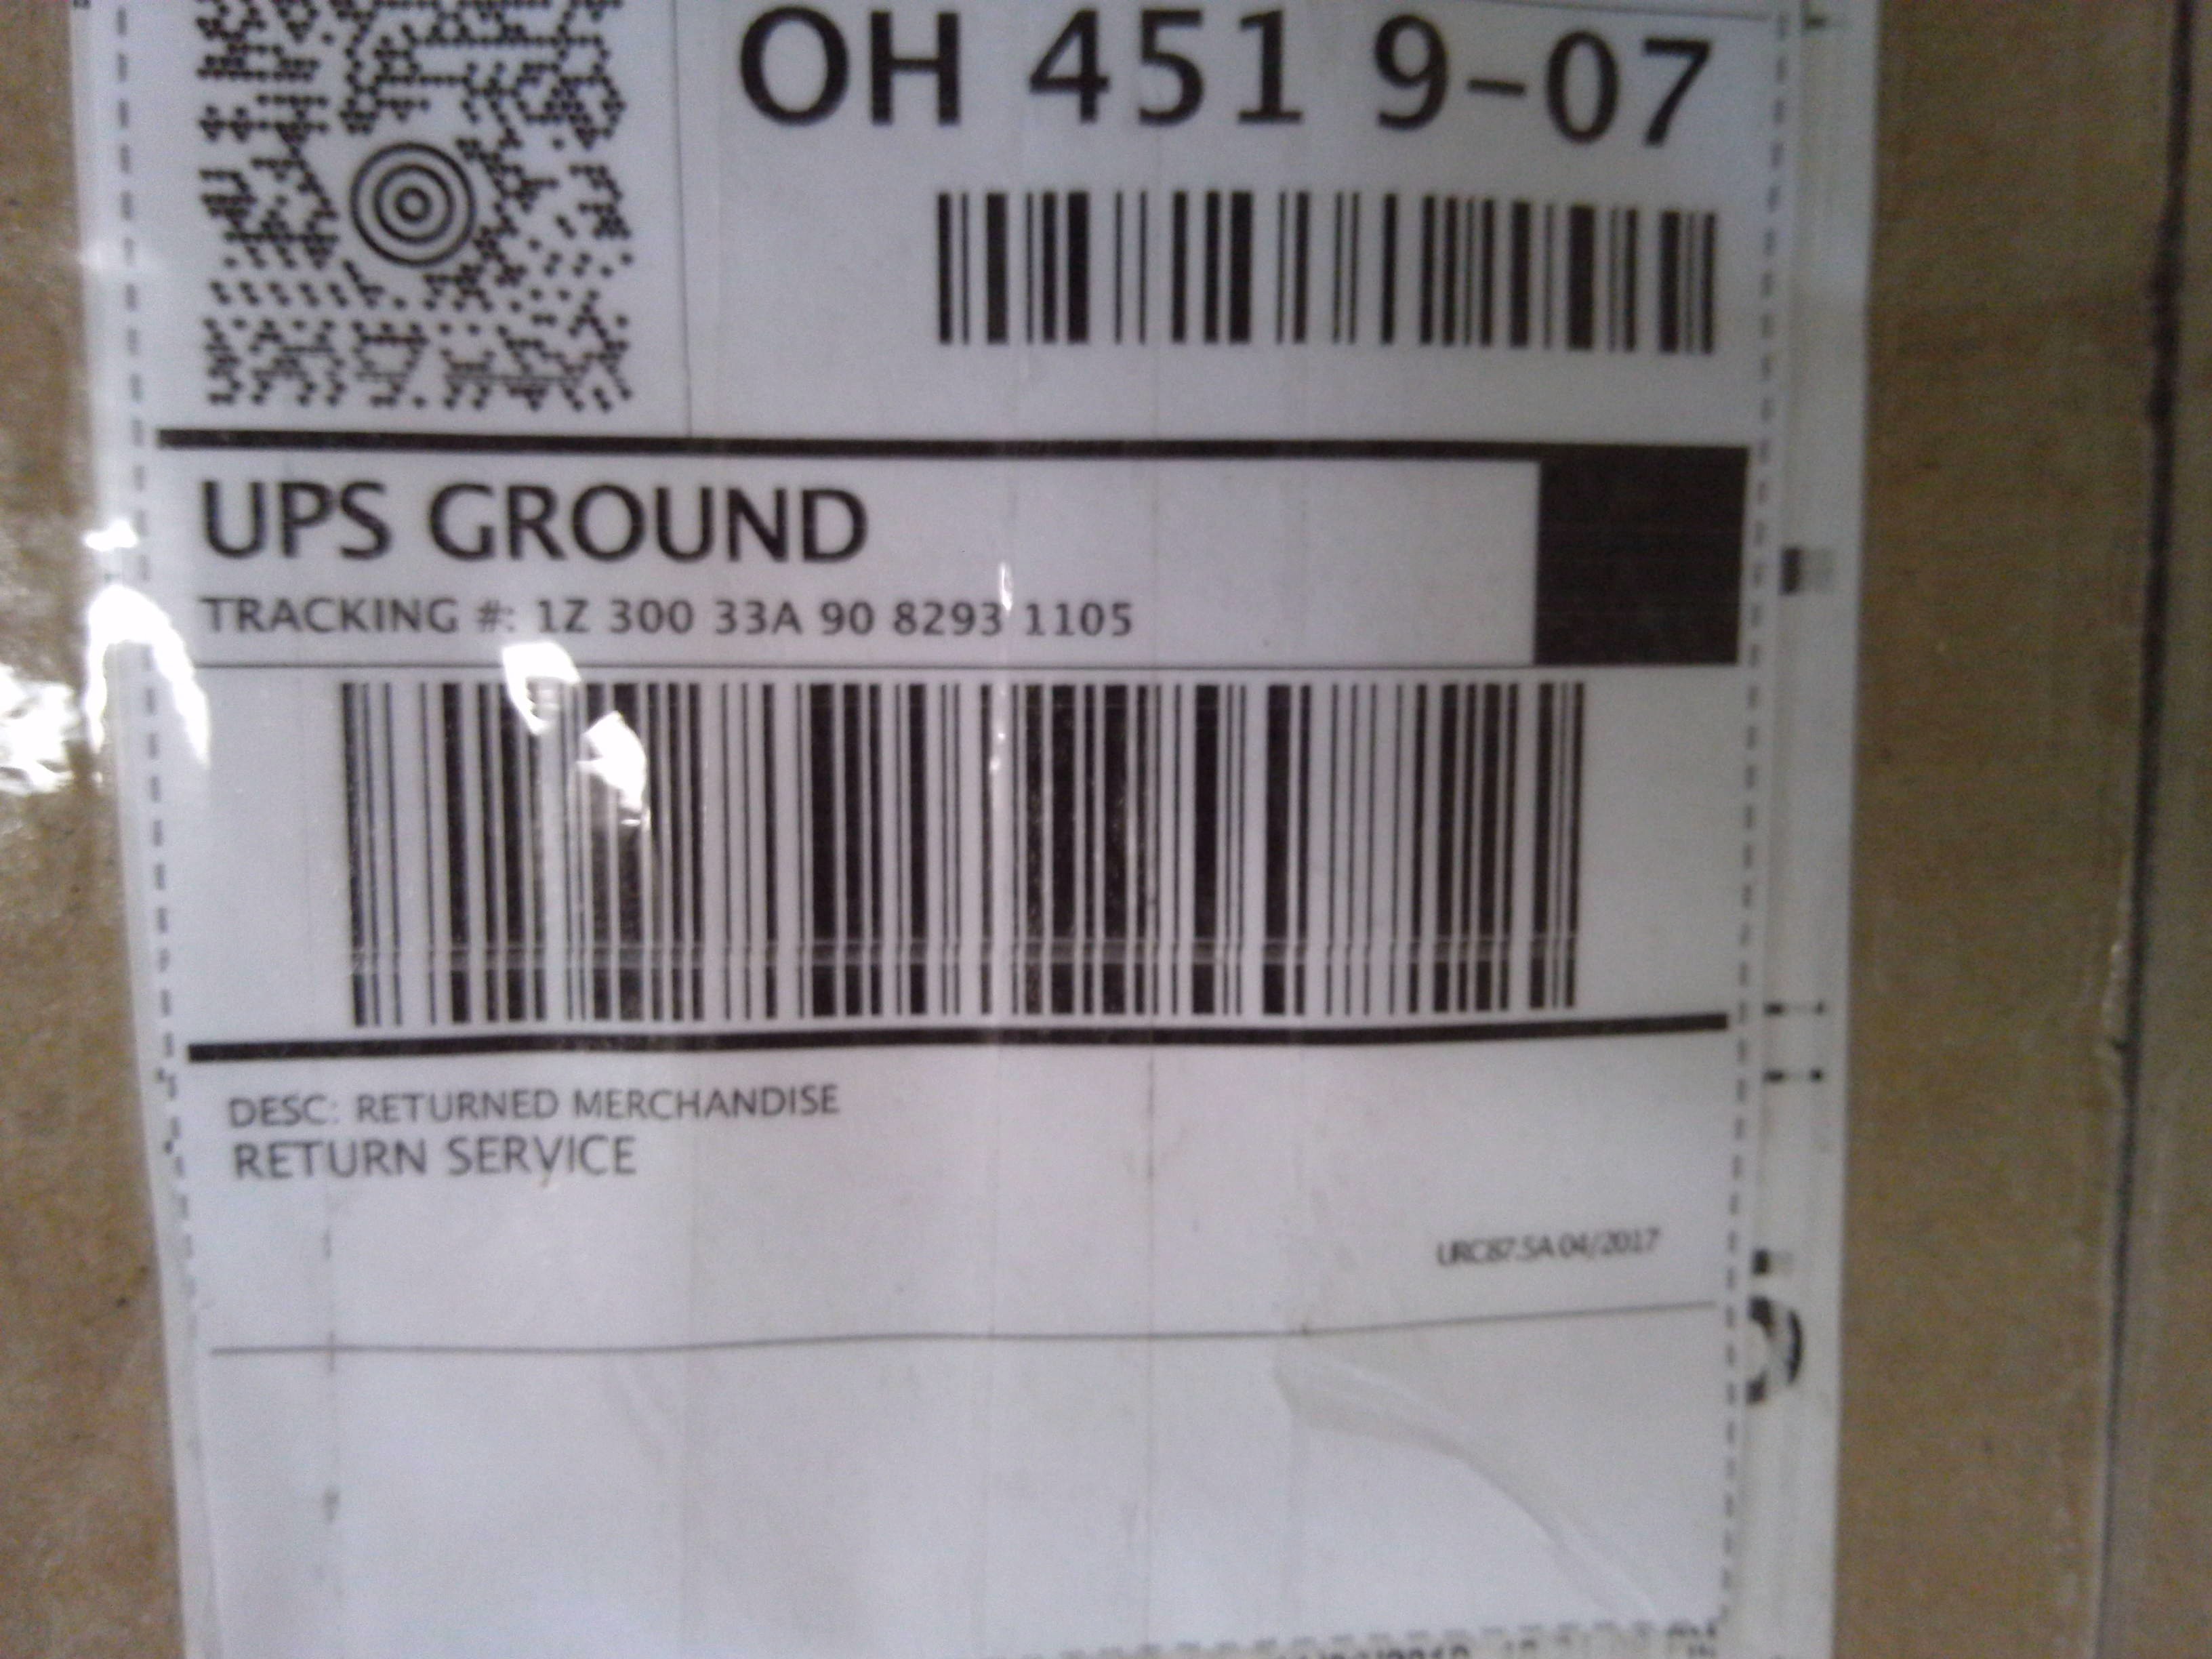 OH 451 9-07
UPS GROUND
TRACKING #: 1Z 300 33A 90 8293 1105
DESC: RETURNED MERCHANDISE
RETURN SERVICE
URC87.5A 04/2017